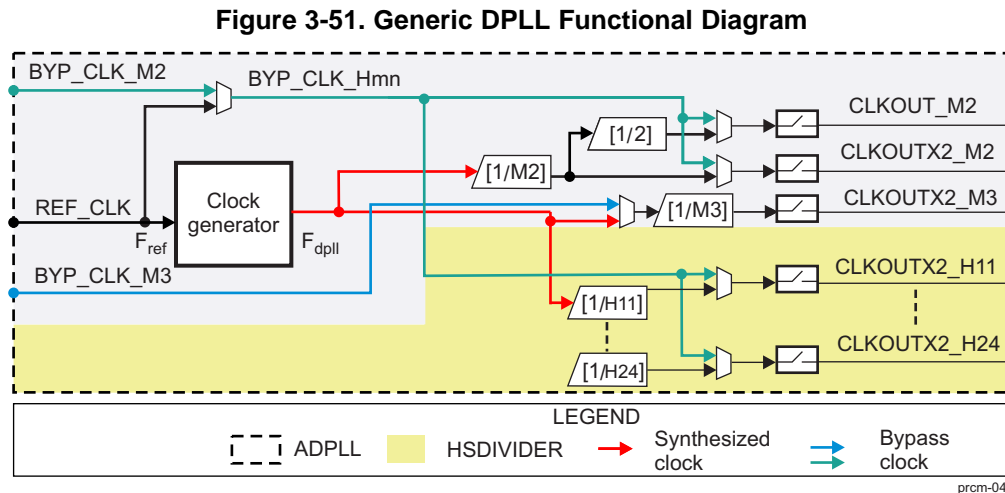 Figure 3-51. Generic DPLL Functional Diagram
BYP_CLK_M2
BYP_CLK_Hmn
CLKOUT_M2
[1/2]
CLKOUTX2_M2
[1/M2]
Clock
generator
CLKOUTX2_M3
REF_CLK
[1/M3]
Fref
Fdpll
BYP_CLK_M3
CLKOUTX2_H11
[1/H11]
CLKOUTX2_H24
[1/H24]
LEGEND
ADPLL
HSDIVIDER
Synthesized
clock
Bypass
clock
prcm-04